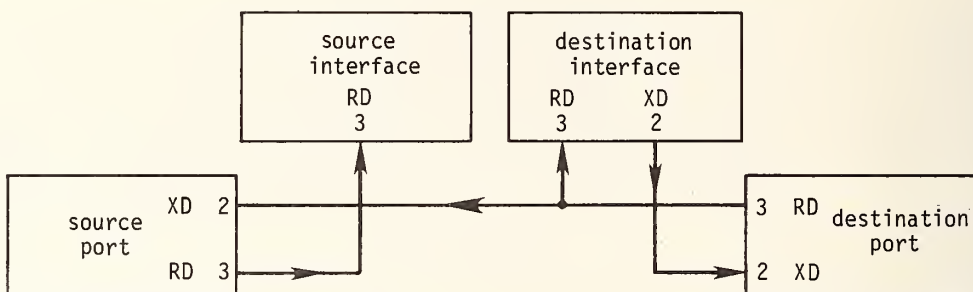 source
interface
RD
3
destination
interface
RD XD
3 2
source
port
XD 2
RD 3
3 RD
2 XD
destination
port